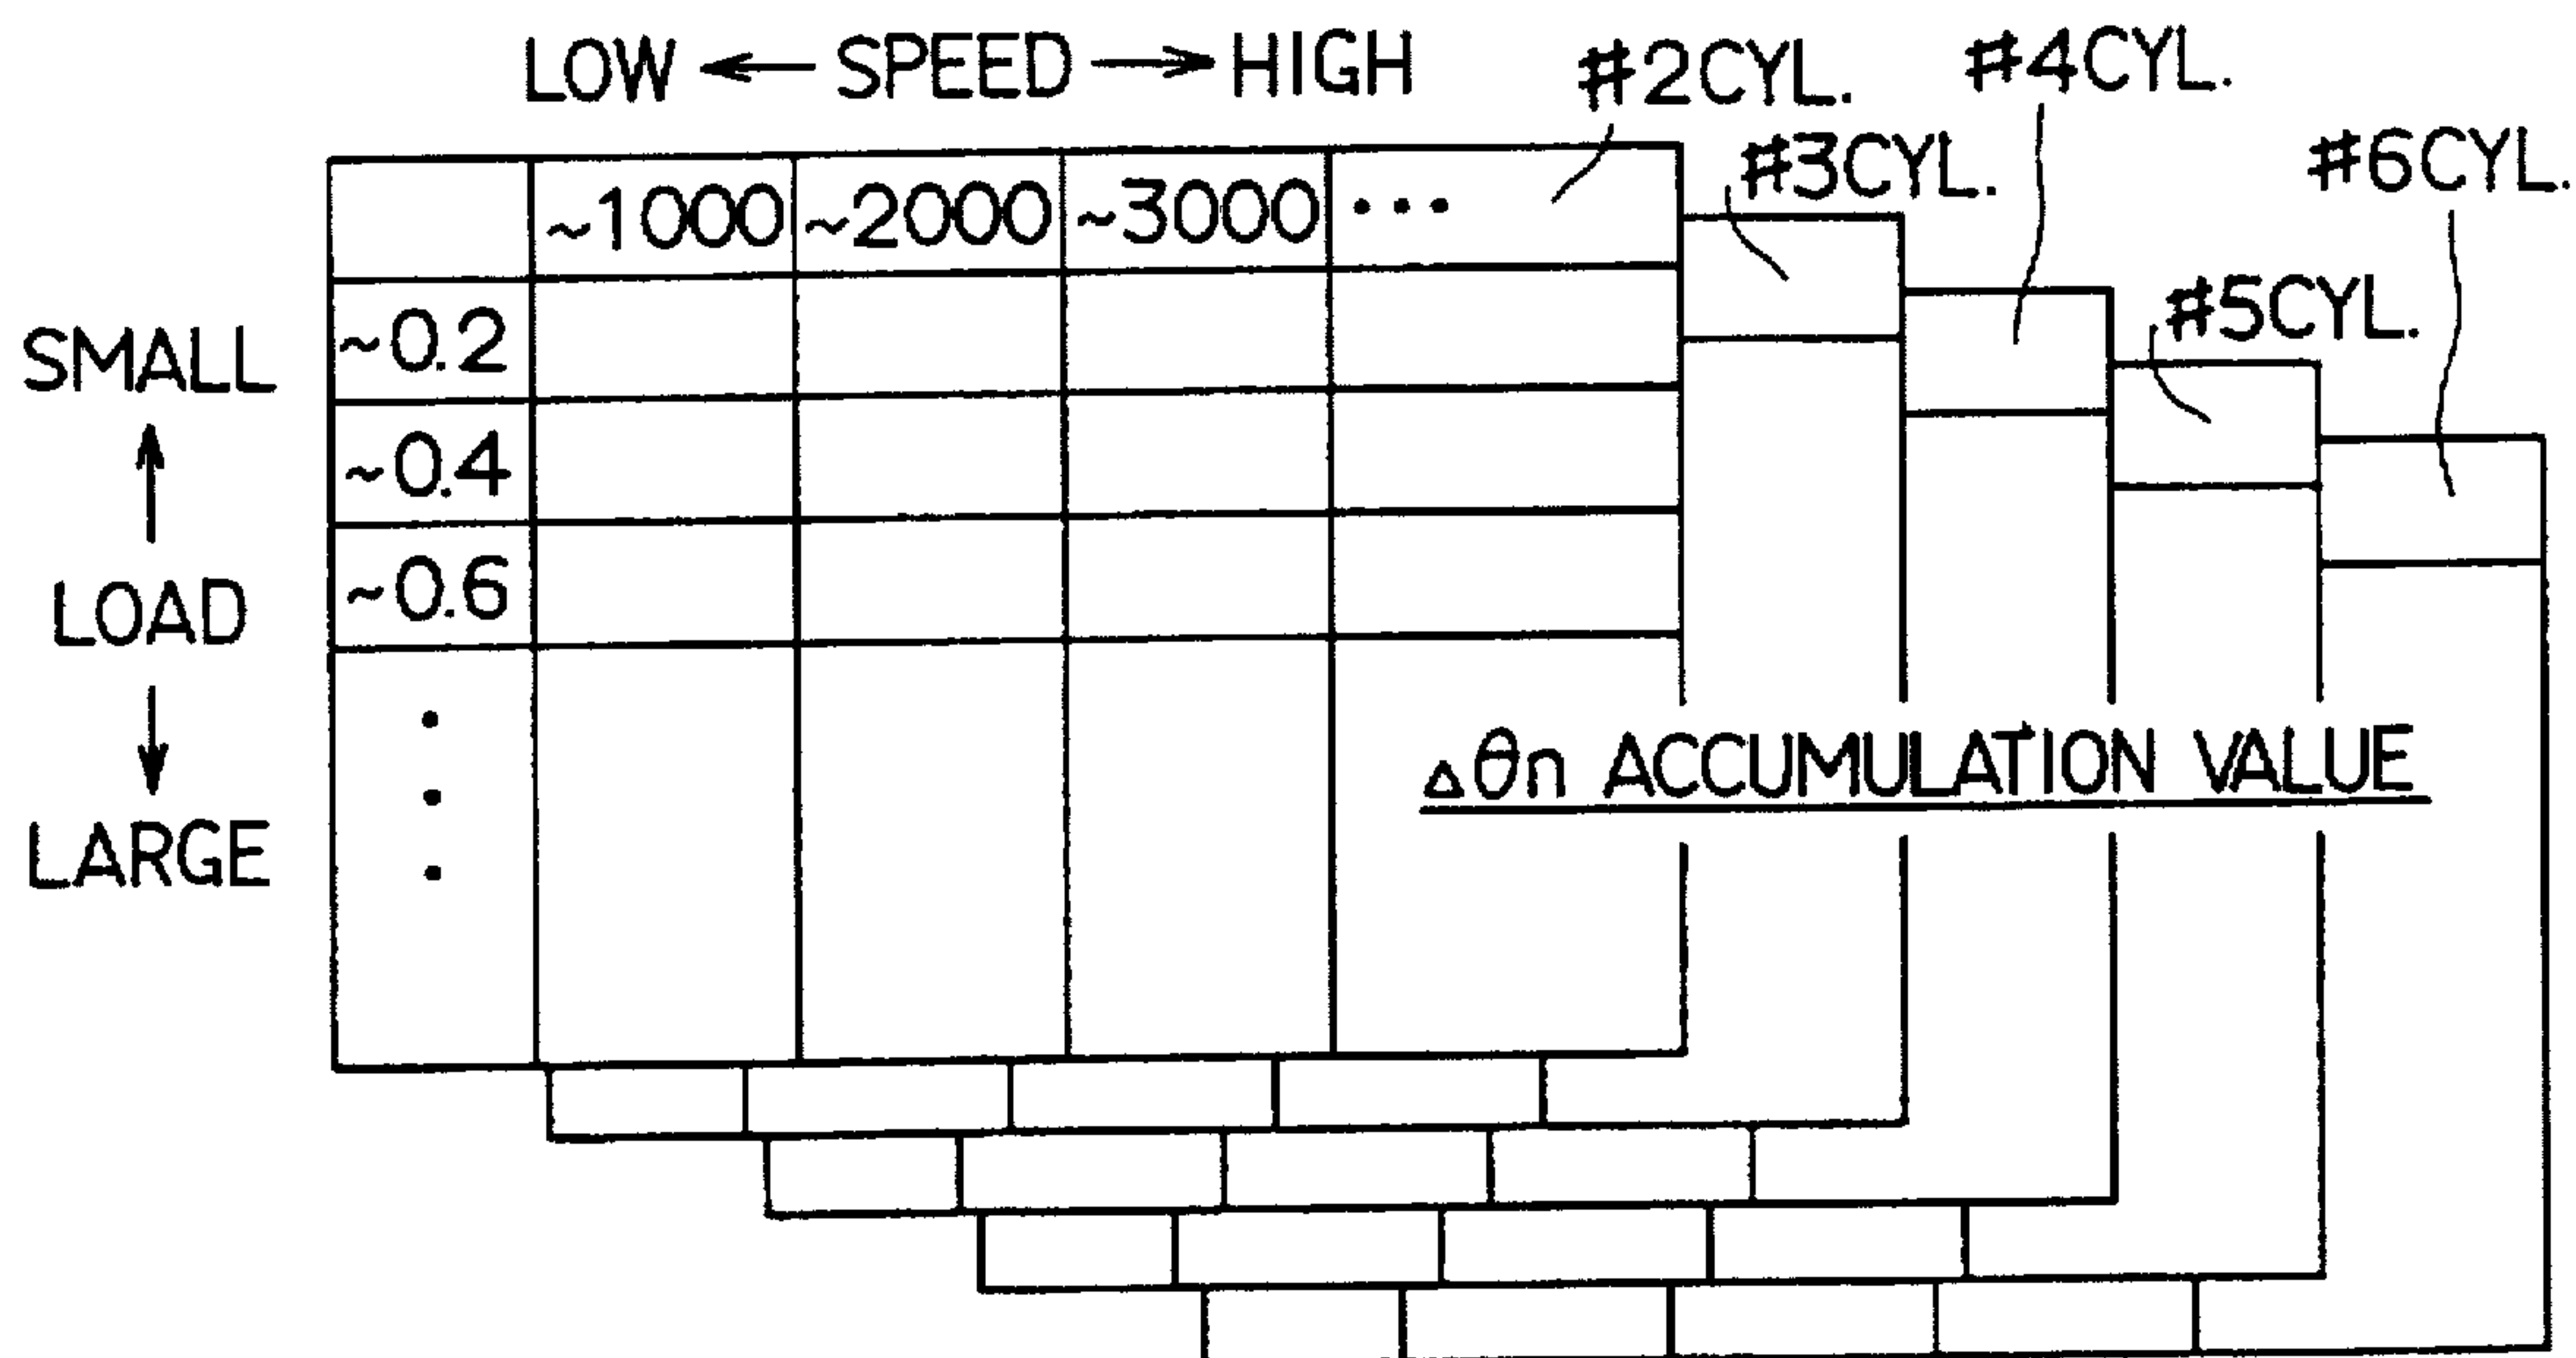 LOW ← SPEED → HIGH
#2CYL.
#4CYL.
#3CYL.
#6CYL.
~1000 ~2000 ~3000 ...
#5CYL.
SMALL
~0.2
~0.4
LOAD
~0.6
LARGE
Δθn ACCUMULATION VALUE